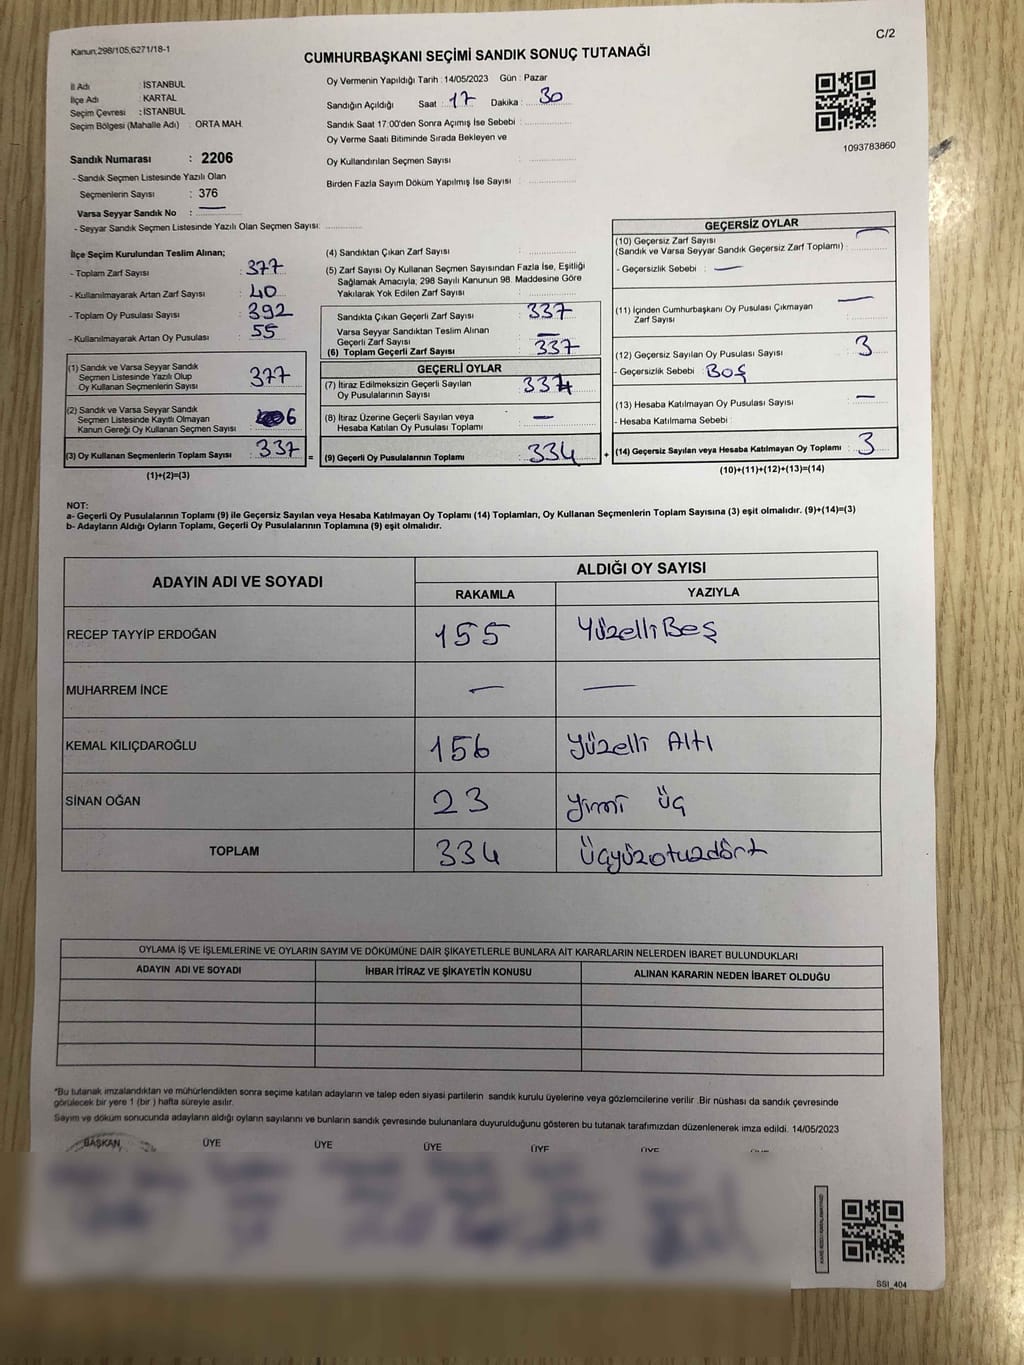 Kanun;298/105,6271/18-1
C/2
CUMHURBAŞKANI SEÇİMİ SANDIK SONUÇ TUTANAĞI
İl Adı : İSTANBUL
İlçe Adı : KARTAL
Seçim Çevresi : İSTANBUL
Seçim Bölgesi (Mahalle Adı) : ORTA MAH.
Oy Vermenin Yapıldığı Tarih : 14/05/2023 Gün : Pazar
Sandığın Açıldığı Saat : 17 Dakika : 30
Sandık Saat 17:00'den Sonra Açımış İse Sebebi :
Oy Verme Saati Bitiminde Sırada Bekleyen ve
Oy Kullandırılan Seçmen Sayısı :
Birden Fazla Sayım Döküm Yapılmış İse Sayısı :
1093783860
Sandık Numarası : 2206
- Sandık Seçmen Listesinde Yazılı Olan
Seçmenlerin Sayısı : 376
Varsa Seyyar Sandık No : —
- Seyyar Sandık Seçmen Listesinde Yazılı Olan Seçmen Sayısı:
İlçe Seçim Kurulundan Teslim Alınan;
- Toplam Zarf Sayısı : 377
- Kullanılmayarak Artan Zarf Sayısı : 40
- Toplam Oy Pusulası Sayısı : 392
- Kullanılmayarak Artan Oy Pusulası : 55
(1) Sandık ve Varsa Seyyar Sandık
Seçmen Listesinde Yazılı Olup
Oy Kullanan Seçmenlerin Sayısı : 377
(2) Sandık ve Varsa Seyyar Sandık
Seçmen Listesinde Kayıtlı Olmayan
Kanun Gereği Oy Kullanan Seçmen Sayısı : 6
(3) Oy Kullanan Seçmenlerin Toplam Sayısı : 337
(1)+(2)=(3)
=
(4) Sandıktan Çıkan Zarf Sayısı :
(5) Zarf Sayısı Oy Kullanan Seçmen Sayısından Fazla İse, Eşitliği
Sağlamak Amacıyla; 298 Sayılı Kanunun 98. Maddesine Göre
Yakılarak Yok Edilen Zarf Sayısı :
Sandıkta Çıkan Geçerli Zarf Sayısı : 337
Varsa Seyyar Sandıktan Teslim Alınan
Geçerli Zarf Sayısı : —
(6) Toplam Geçerli Zarf Sayısı : 337
GEÇERLİ OYLAR
(7) İtiraz Edilmeksizin Geçerli Sayılan
Oy Pusulalarının Sayısı : 334
(8) İtiraz Üzerine Geçerli Sayılan veya
Hesaba Katılan Oy Pusulası Toplamı : —
(9) Geçerli Oy Pusulalarının Toplamı : 334
+
GEÇERSİZ OYLAR
(10) Geçersiz Zarf Sayısı
(Sandık ve Varsa Seyyar Sandık Geçersiz Zarf Toplamı) : —
- Geçersizlik Sebebi : —
(11) İçinden Cumhurbaşkanı Oy Pusulası Çıkmayan
Zarf Sayısı : —
(12) Geçersiz Sayılan Oy Pusulası Sayısı : 3
- Geçersizlik Sebebi : Boş
(13) Hesaba Katılmayan Oy Pusulası Sayısı : —
- Hesaba Katılmama Sebebi :
(14) Geçersiz Sayılan veya Hesaba Katılmayan Oy Toplamı : 3
(10)+(11)+(12)+(13)=(14)
NOT:
a- Geçerli Oy Pusulalarının Toplamı (9) ile Geçersiz Sayılan veya Hesaba Katılmayan Oy Toplamı (14) Toplamları, Oy Kullanan Seçmenlerin Toplam Sayısına (3) eşit olmalıdır. (9)+(14)=(3)
b- Adayların Aldığı Oyların Toplamı, Geçerli Oy Pusulalarının Toplamına (9) eşit olmalıdır.
ADAYIN ADI VE SOYADI
ALDIĞI OY SAYISI
RAKAMLA YAZIYLA
RECEP TAYYİP ERDOĞAN 155 YüzelliBeş
MUHARREM İNCE — —
KEMAL KILIÇDAROĞLU 156 Yüzelli Altı
SİNAN OĞAN 23 Yirmi Üç
TOPLAM 334 Üçyüzotuzdört
OYLAMA İŞ VE İŞLEMLERİNE VE OYLARIN SAYIM VE DÖKÜMÜNE DAİR ŞİKAYETLERLE BUNLARA AİT KARARLARIN NELERDEN İBARET BULUNDUKLARI
ADAYIN ADI VE SOYADI İHBAR İTİRAZ VE ŞİKAYETİN KONUSU ALINAN KARARIN NEDEN İBARET OLDUĞU
*Bu tutanak imzalandıktan ve mühürlendikten sonra seçime katılan adayların ve talep eden siyasi partilerin sandık kurulu üyelerine veya gözlemcilerine verilir .Bir nüshası da sandık çevresinde
görülecek bir yere 1 (bir ) hafta süreyle asılır.
Sayım ve döküm sonucunda adayların aldığı oyların sayılarını ve bunların sandık çevresinde bulunanlara duyurulduğunu gösteren bu tutanak tarafımızdan düzenlenerek imza edildi. 14/05/2023
BAŞKAN ÜYE ÜYE ÜYE ÜYE ÜYE
SSI_404